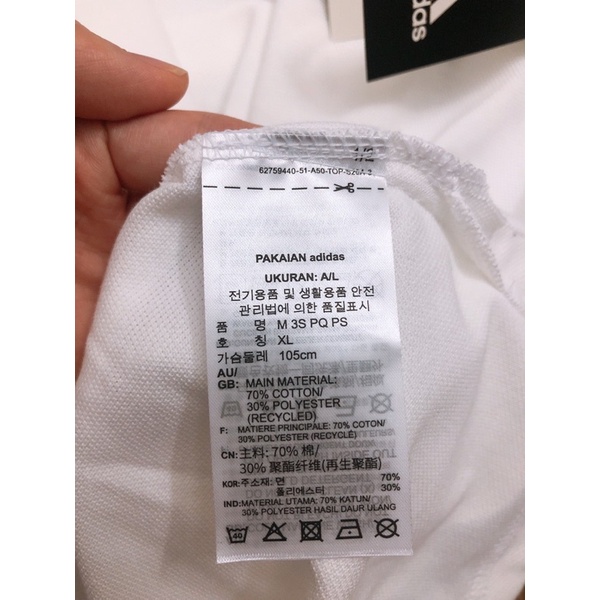 adidas
1/2
62759440-51-A50-TOP-S20A
PAKAIAN adidas
UKURAN: A/L
전기용품 및 생활용품 안전
관리법에 의한 품질표시
품 명 M 3S PQ PS
호 칭 XL
가슴둘레 105cm
AU/
GB: MAIN MATERIAL:
70% COTTON/
30% POLYESTER
(RECYCLED)
F: MATIERE PRINCIPALE: 70% COTON/
30% POLYESTER (RECYCLÉ)
CN: 主料: 70% 棉/
30% 聚酯纤维(再生聚酯)
KOR: 주소재: 면 70%
폴리에스터 30%
IND: MATERIAL UTAMA: 70% KATUN/
30% POLYESTER HASIL DAUR ULANG
40